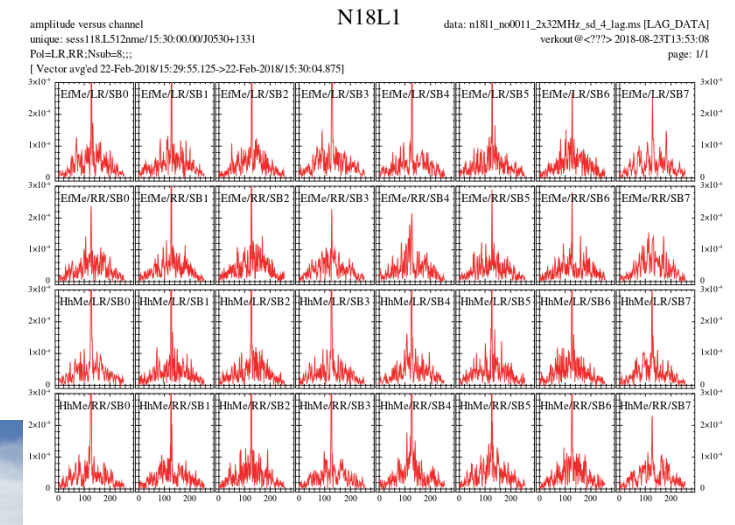 N18L1
amplitude versus channel
data: n18l1_no0011_2x32MHz_sd_4_lag.ms [LAG_DATA]
unique: sess118.L512nme/15:30:00.00/J0530+1331
verkout@<???> 2018-08-23T13:53:08
Pol=LR,RR;Nsub=8;;;
page: 1/1
[ Vector avg'ed 22-Feb-2018/15:29:55.125->22-Feb-2018/15:30:04.875]
3x10⁻⁴
EfMe/LR/SB0 EfMe/LR/SB1 EfMe/LR/SB2 EfMe/LR/SB3 EfMe/LR/SB4 EfMe/LR/SB5 EfMe/LR/SB6 EfMe/LR/SB7
2x10⁻⁴ 2x10⁻⁴
1x10⁻⁴ 1x10⁻⁴
0 0
3x10⁻⁴
EfMe/RR/SB0 EfMe/RR/SB1 EfMe/RR/SB2 EfMe/RR/SB3 EfMe/RR/SB4 EfMe/RR/SB5 EfMe/RR/SB6 EfMe/RR/SB7
2x10⁻⁴ 2x10⁻⁴
1x10⁻⁴ 1x10⁻⁴
0 0
3x10⁻⁴ 3x10⁻⁴
HhMe/LR/SB0 HhMe/LR/SB1 HhMe/LR/SB2 HhMe/LR/SB3 HhMe/LR/SB4 HhMe/LR/SB5 HhMe/LR/SB6 HhMe/LR/SB7
2x10⁻⁴ 2x10⁻⁴
1x10⁻⁴ 1x10⁻⁴
0 0
3x10⁻⁴ 3x10⁻⁴
HhMe/RR/SB0 HhMe/RR/SB1 HhMe/RR/SB2 HhMe/RR/SB3 HhMe/RR/SB4 HhMe/RR/SB5 HhMe/RR/SB6 HhMe/RR/SB7
2x10⁻⁴ 2x10⁻⁴
1x10⁻⁴ 1x10⁻⁴
0 0
0 100 200 0 100 200 0 100 200 0 100 200 0 100 200 0 100 200 0 100 200 0 100 200